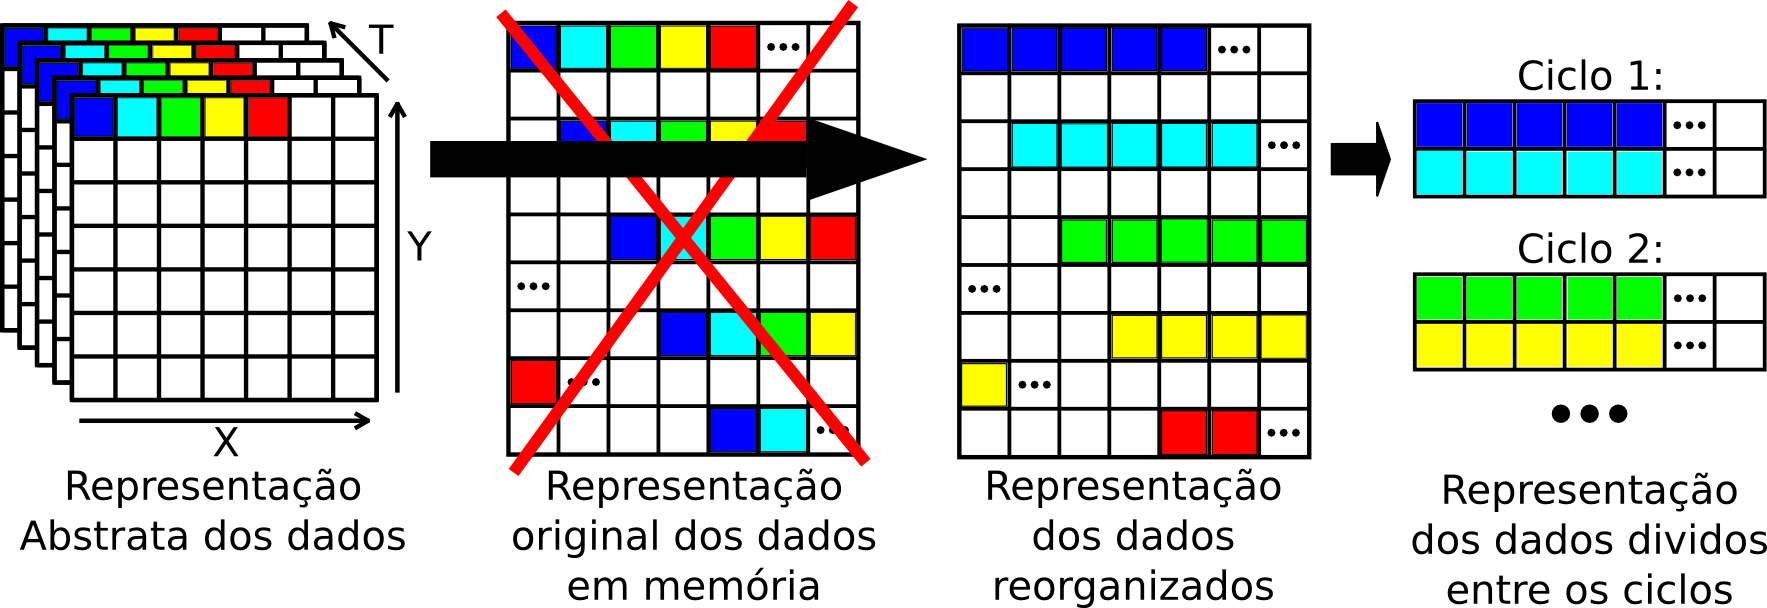 T
Y
X
Representação
Abstrata dos dados
Representação
original dos dados
em memória
Representação
dos dados
reorganizados
Ciclo 1:
Ciclo 2:
Representação
dos dados dividos
entre os ciclos